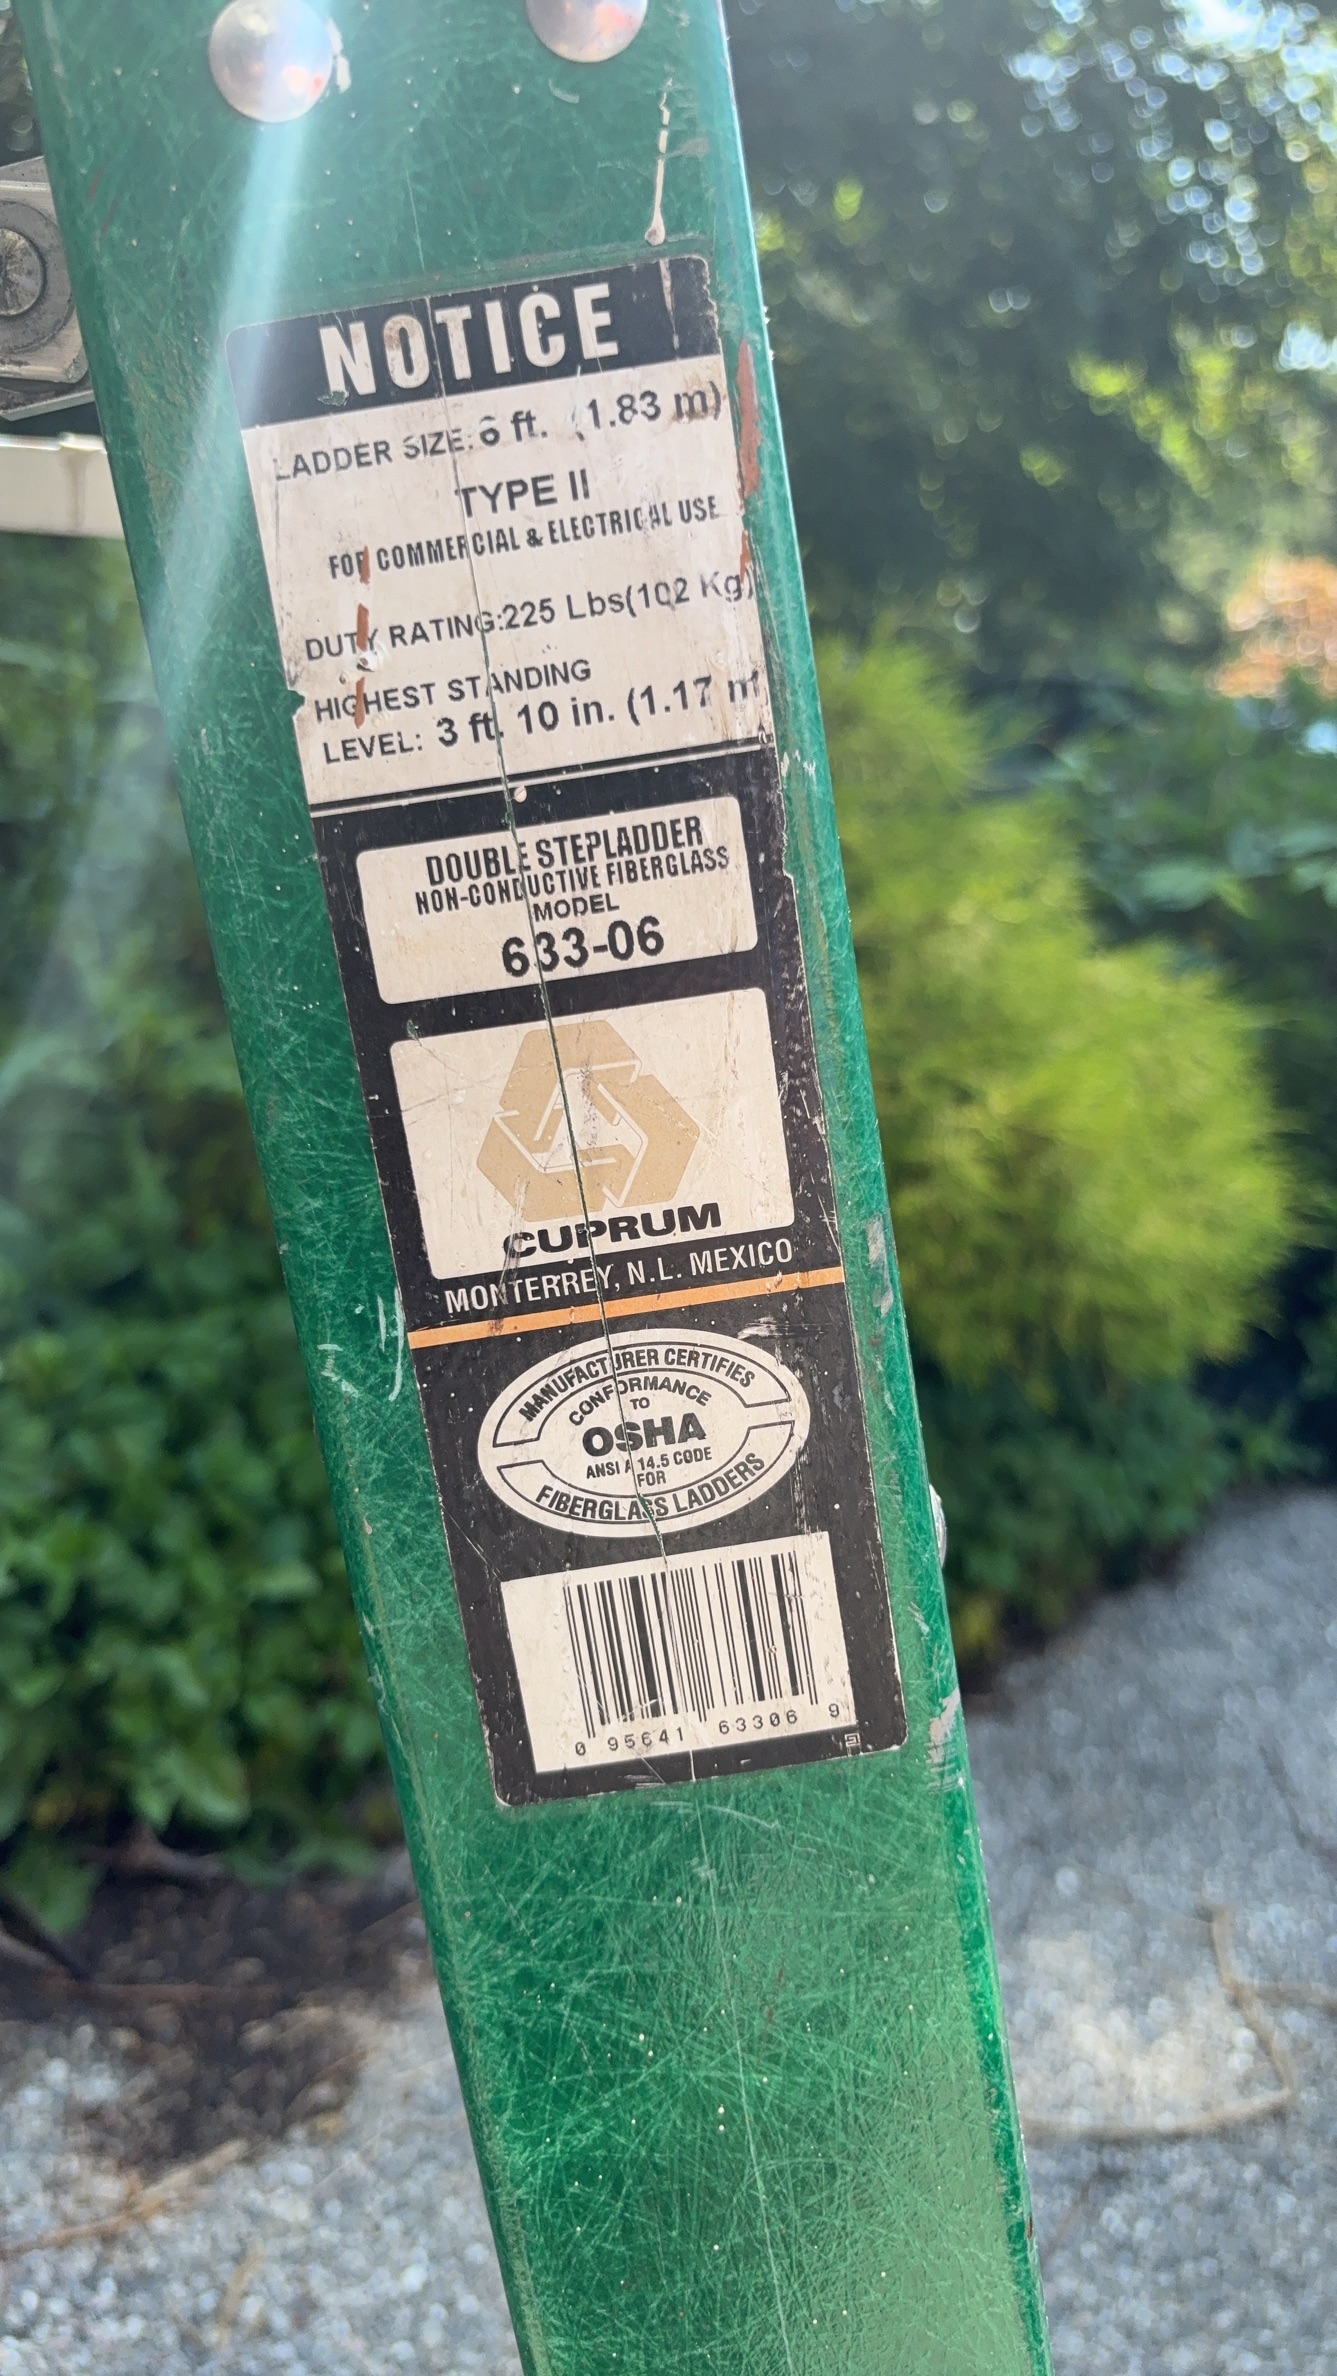 NOTICE
LADDER SIZE: 6 ft. (1.83 m)
TYPE II
FOR COMMERCIAL & ELECTRICAL USE
DUTY RATING:225 Lbs(102 Kg)
HIGHEST STANDING
LEVEL: 3 ft. 10 in. (1.17 m
DOUBLE STEPLADDER
NON-CONDUCTIVE FIBERGLASS
MODEL
633-06
CUPRUM
MONTERREY, N.L. MEXICO
MANUFACTURER CERTIFIES
CONFORMANCE
TO
OSHA
ANSI A 14.5 CODE
FOR
FIBERGLASS LADDERS
0 95641 63306 9